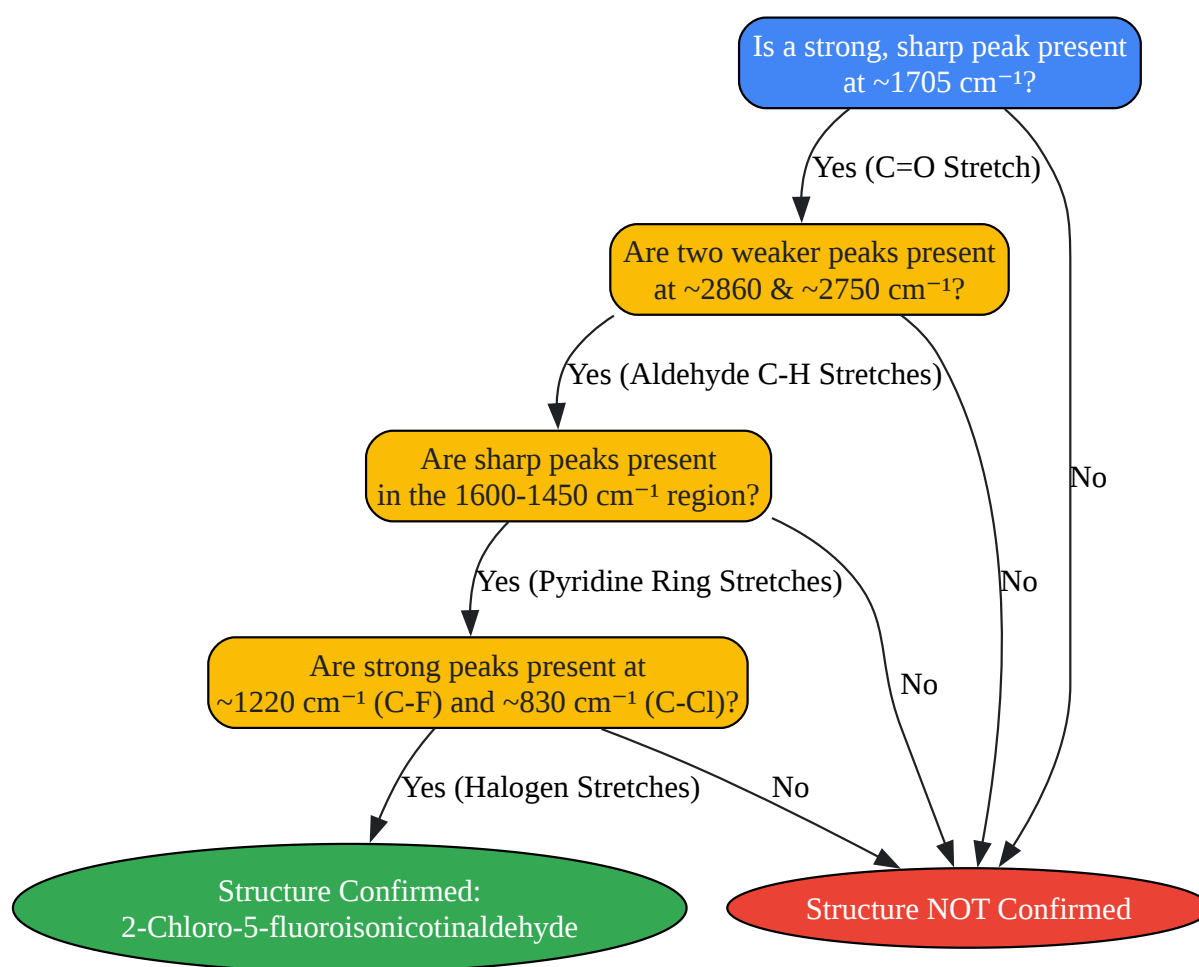 Is a strong, sharp peak present
at ~1705 cm⁻¹?
Yes (C=O Stretch)
Are two weaker peaks present
at ~2860 & ~2750 cm⁻¹?
Yes (Aldehyde C-H Stretches)
No
Are sharp peaks present
in the 1600-1450 cm⁻¹ region?
Yes (Pyridine Ring Stretches)
No
Are strong peaks present at
~1220 cm⁻¹ (C-F) and ~830 cm⁻¹ (C-Cl)?
No
Yes (Halogen Stretches)
No
Structure Confirmed:
2-Chloro-5-fluoroisonicotinaldehyde
Structure NOT Confirmed